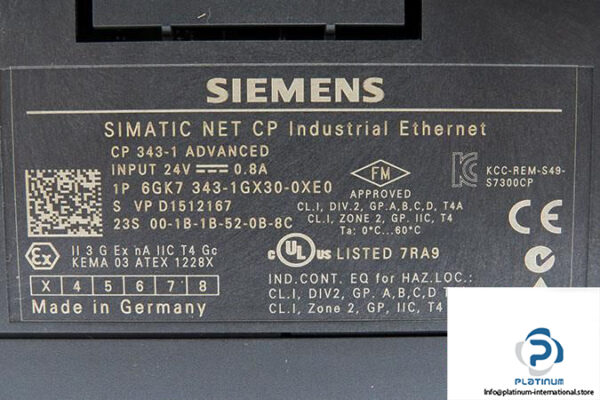 SIEMENS
SIMATIC NET CP Industrial Ethernet
CP 343-1 ADVANCED
INPUT 24V 0.8A
1P 6GK7 343-1GX30-0XE0
S VP D1512167
23S 00-1B-1B-52-0B-8C
FM
APPROVED
CL.I, DIV.2, GP.A,B,C,D, T4A
CL.I, ZONE 2, GP. IIC, T4
Ta: 0°C...60°C
KCC-REM-S49-
S7300CP
CE
Ex
II 3 G Ex nA IIC T4 Gc
KEMA 03 ATEX 1228X
c UL us LISTED 7RA9
IND.CONT. EQ for HAZ.LOC.:
CL.I, DIV2, GP. A,B,C,D
CL.I, Zone 2, GP, IIC, T4
X 4 5 6 7 8
Made in Germany
PLATINUM
info@platinum-international.store